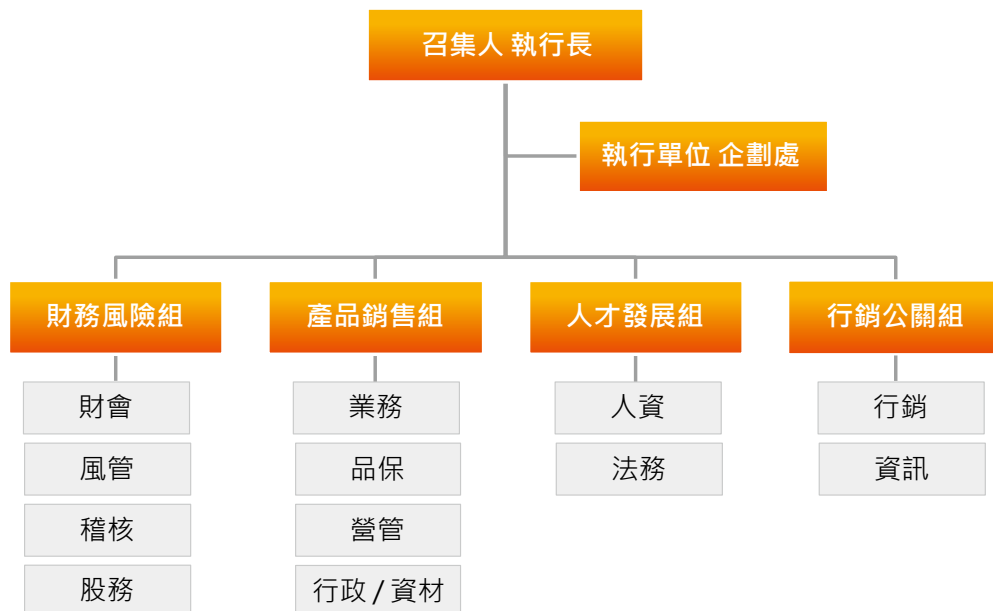 召集人 執行長
執行單位 企劃處
財務風險組
產品銷售組
人才發展組
行銷公關組
財會
業務
人資
行銷
風管
品保
法務
資訊
稽核
營管
股務
行政 / 資材